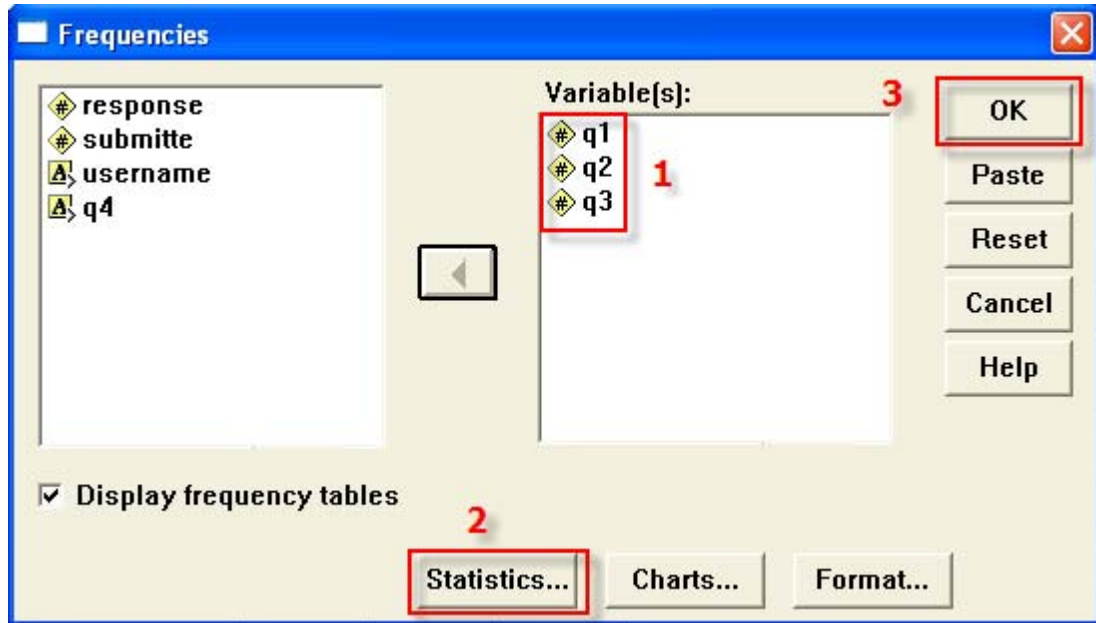 Frequencies
response
submitte
username
q4
Variable(s):
q1
q2
q3
1
3
OK
Paste
Reset
Cancel
Help
Display frequency tables
2
Statistics...
Charts...
Format...